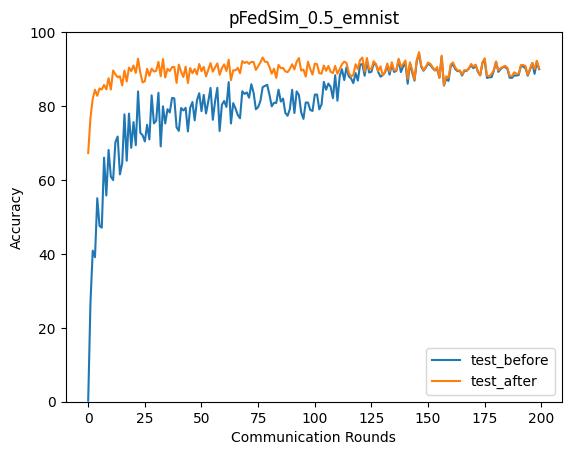 pFedSim_0.5_emnist
100
80
60
40
20
0
Accuracy
0 25 50 75 100 125 150 175 200
Communication Rounds
test_before
test_after